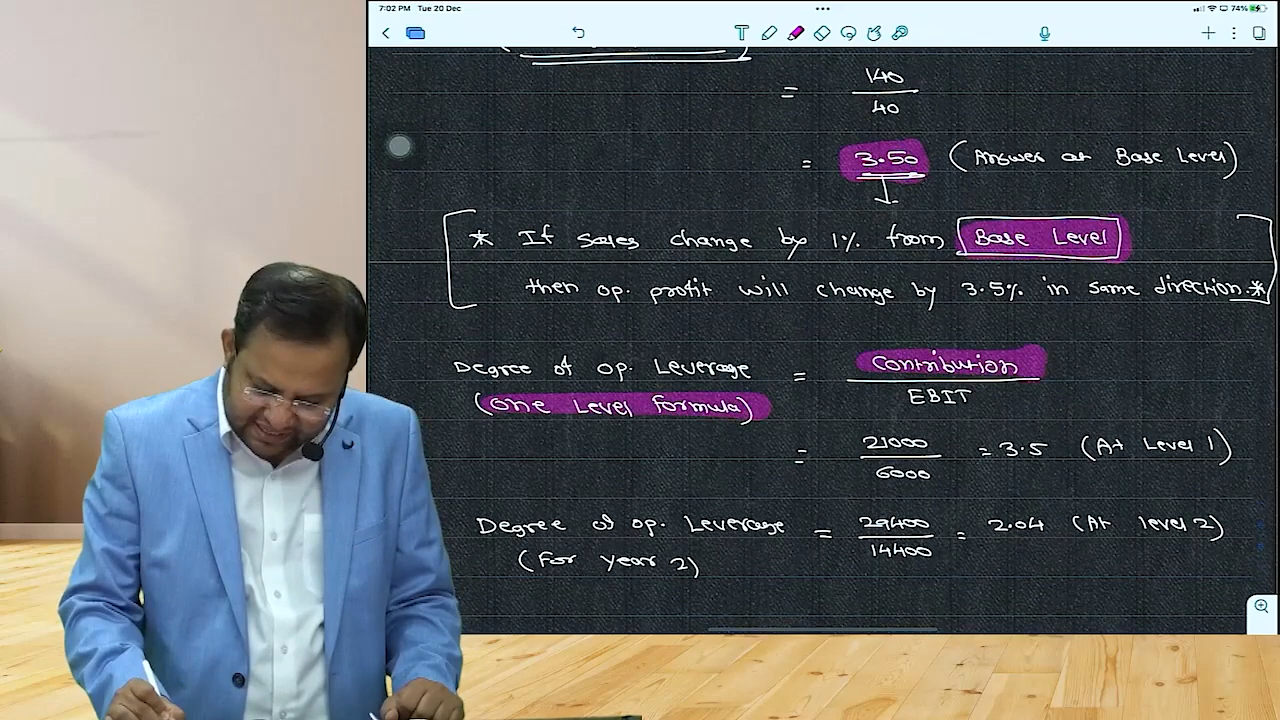 7:02 PM Tue 20 Dec
74%
= 140 / 40
= 3.50 (Answer at Base Level)
* If sales change by 1% from Base Level
then op. profit will change by 3.5% in same direction.*
Degree of op. Leverage = Contribution / EBIT
(one Level formula)
= 21000 / 6000 = 3.5 (At Level 1)
Degree of op. Leverage = 29400 / 14400 = 2.04 (At level 2)
(For year 2)